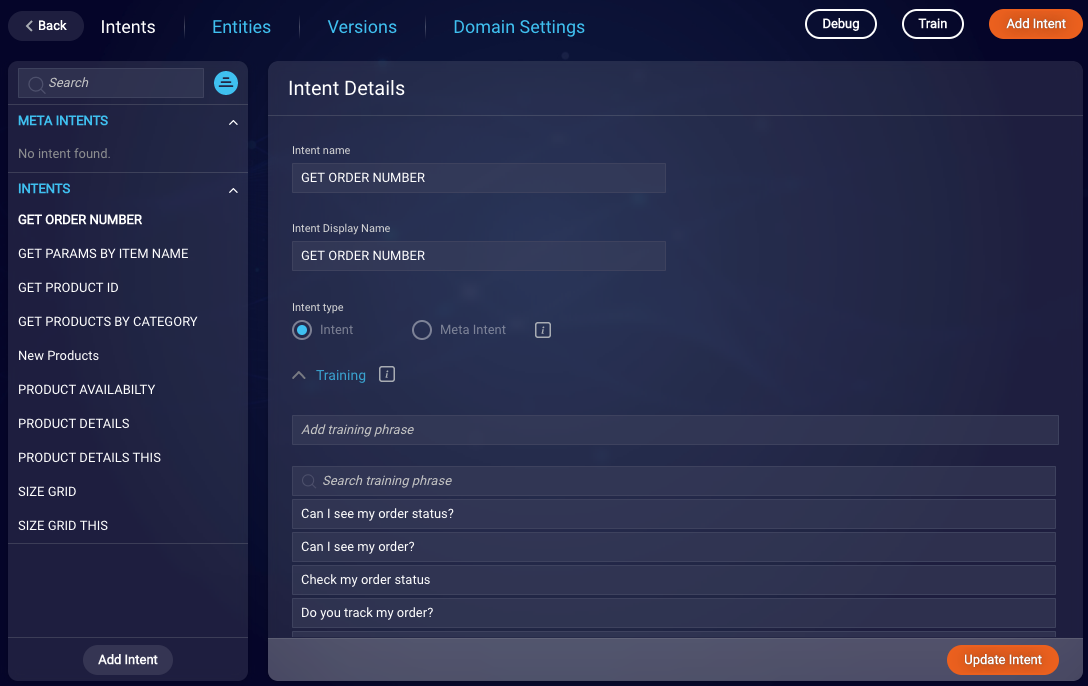 Back Intents Entities Versions Domain Settings Debug Train Add Intent
Search
META INTENTS
No intent found.
INTENTS
GET ORDER NUMBER
GET PARAMS BY ITEM NAME
GET PRODUCT ID
GET PRODUCTS BY CATEGORY
New Products
PRODUCT AVAILABILTY
PRODUCT DETAILS
PRODUCT DETAILS THIS
SIZE GRID
SIZE GRID THIS
Add Intent
Intent Details
Intent name
GET ORDER NUMBER
Intent Display Name
GET ORDER NUMBER
Intent type
Intent Meta Intent i
Training i
Add training phrase
Search training phrase
Can I see my order status?
Can I see my order?
Check my order status
Do you track my order?
Update Intent